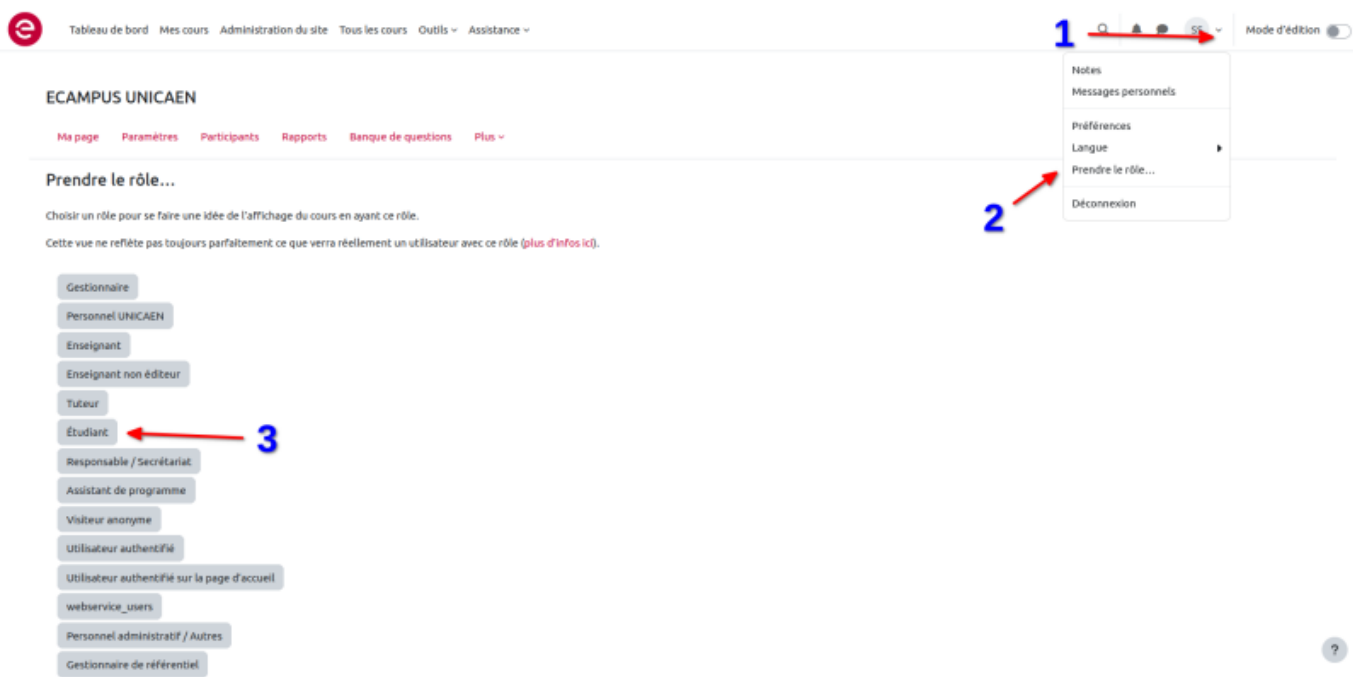 e Tableau de bord Mes cours Administration du site Tous les cours Outils Assistance 1 SS Mode d'édition
Notes
Messages personnels
ECAMPUS UNICAEN
Préférences
Ma page Paramètres Participants Rapports Banque de questions Plus
Langue
Prendre le rôle...
Prendre le rôle...
Déconnexion
2
Choisir un rôle pour se faire une idée de l'affichage du cours en ayant ce rôle.
Cette vue ne reflète pas toujours parfaitement ce que verra réellement un utilisateur avec ce rôle (plus d'infos ici).
Gestionnaire
Personnel UNICAEN
Enseignant
Enseignant non éditeur
Tuteur
Étudiant 3
Responsable / Secrétariat
Assistant de programme
Visiteur anonyme
Utilisateur authentifié
Utilisateur authentifié sur la page d'accueil
webservice_users
Personnel administratif / Autres
Gestionnaire de référentiel
?